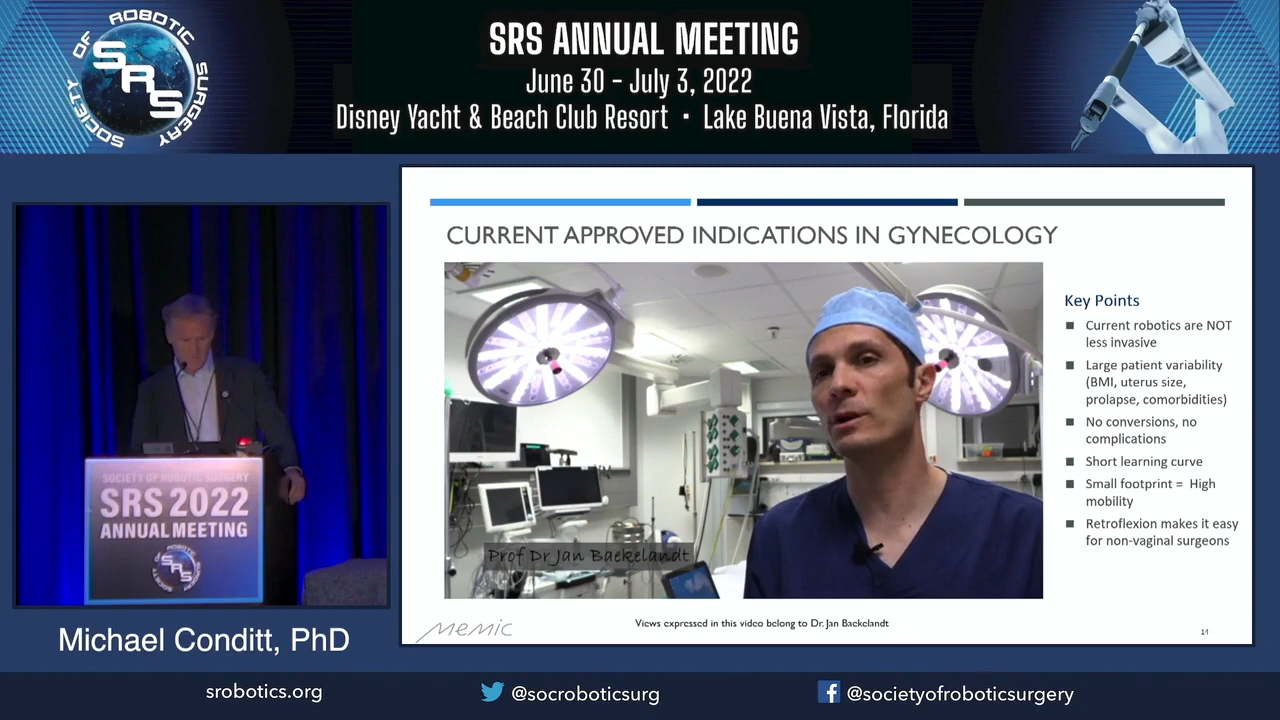 SOCIETY OF ROBOTIC SURGERY
SRS
SRS ANNUAL MEETING
June 30 - July 3, 2022
Disney Yacht & Beach Club Resort • Lake Buena Vista, Florida
CURRENT APPROVED INDICATIONS IN GYNECOLOGY
Prof Dr Jan Baekelandt
Key Points
Current robotics are NOT
less invasive
Large patient variability
(BMI, uterus size,
prolapse, comorbidities)
No conversions, no
complications
Short learning curve
Small footprint = High
mobility
Retroflexion makes it easy
for non-vaginal surgeons
memic
Views expressed in this video belong to Dr. Jan Baekelandt
14
SOCIETY OF ROBOTIC SURGERY
SRS 2022
ANNUAL MEETING
SRS
Michael Conditt, PhD
srobotics.org
@socroboticsurg
@societyofroboticsurgery